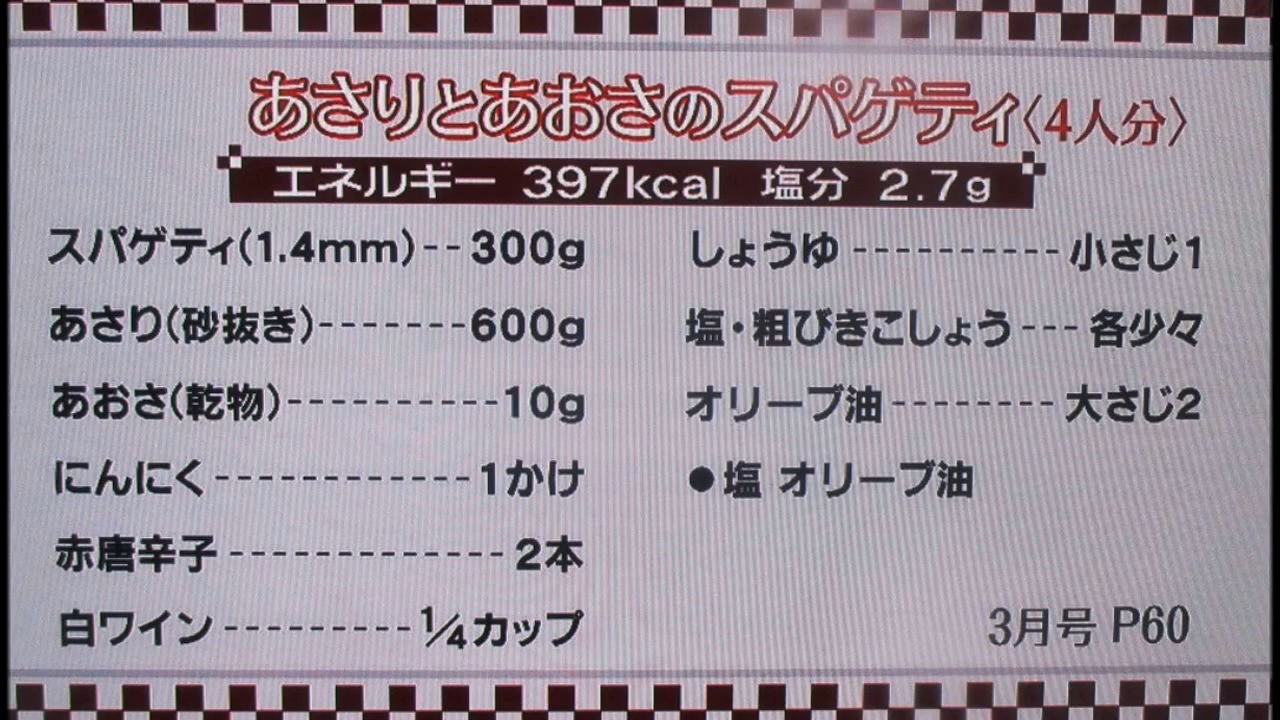 あさりとあおさのスパゲティ〈4人分〉
エネルギー 397kcal 塩分 2.7g
スパゲティ(1.4mm)--300g
あさり(砂抜き)-------600g
あおさ(乾物)----------10g
にんにく------------1かけ
赤唐辛子-------------2本
白ワイン---------1/4カップ
しょうゆ----------小さじ1
塩・粗びきこしょう---各少々
オリーブ油--------大さじ2
●塩 オリーブ油
3月号 P60